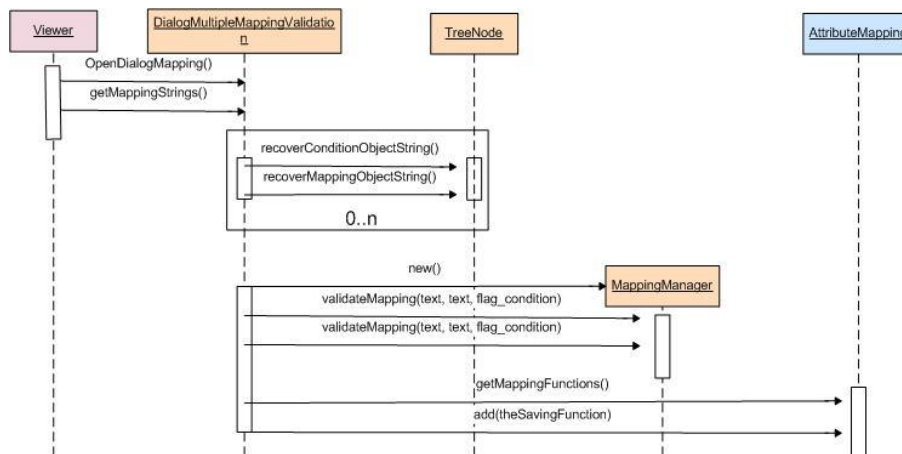 Viewer
DialogMultipleMappingValidatio
n
TreeNode
AttributeMapping
OpenDialogMapping()
getMappingStrings()
recoverConditionObjectString()
recoverMappingObjectString()
0..n
new()
MappingManager
validateMapping(text, text, flag_condition)
validateMapping(text, text, flag_condition)
getMappingFunctions()
add(theSavingFunction)